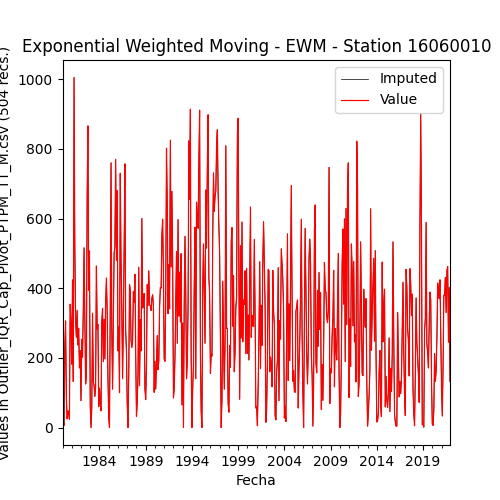 Exponential Weighted Moving - EWM - Station 16060010
Imputed
Value
1000
800
600
400
200
0
Values in Outlier_IQR_Cap_Pivot_PTPM_TT_M.csv (504 recs.)
1984 1989 1994 1999 2004 2009 2014 2019
Fecha